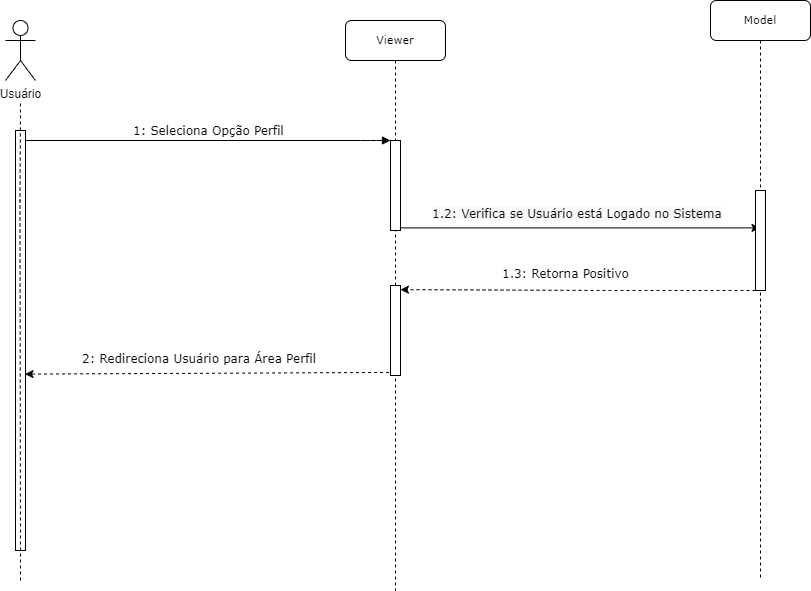 Model
Viewer
Usuário
1: Seleciona Opção Perfil
1.2: Verifica se Usuário está Logado no Sistema
1.3: Retorna Positivo
2: Redireciona Usuário para Área Perfil